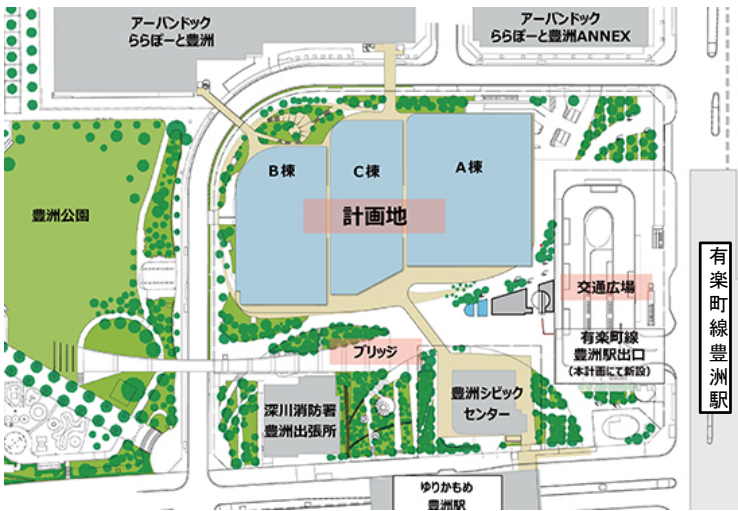 アーバンドック
ららぽーと豊洲
アーバンドック
ららぽーと豊洲ANNEX
B棟
C棟
A棟
計画地
豊洲公園
交通広場
有楽町線
豊洲駅出口
(本計画にて新設)
有楽町線豊洲駅
ブリッジ
深川消防署
豊洲出張所
豊洲シビック
センター
ゆりかもめ
豊洲駅